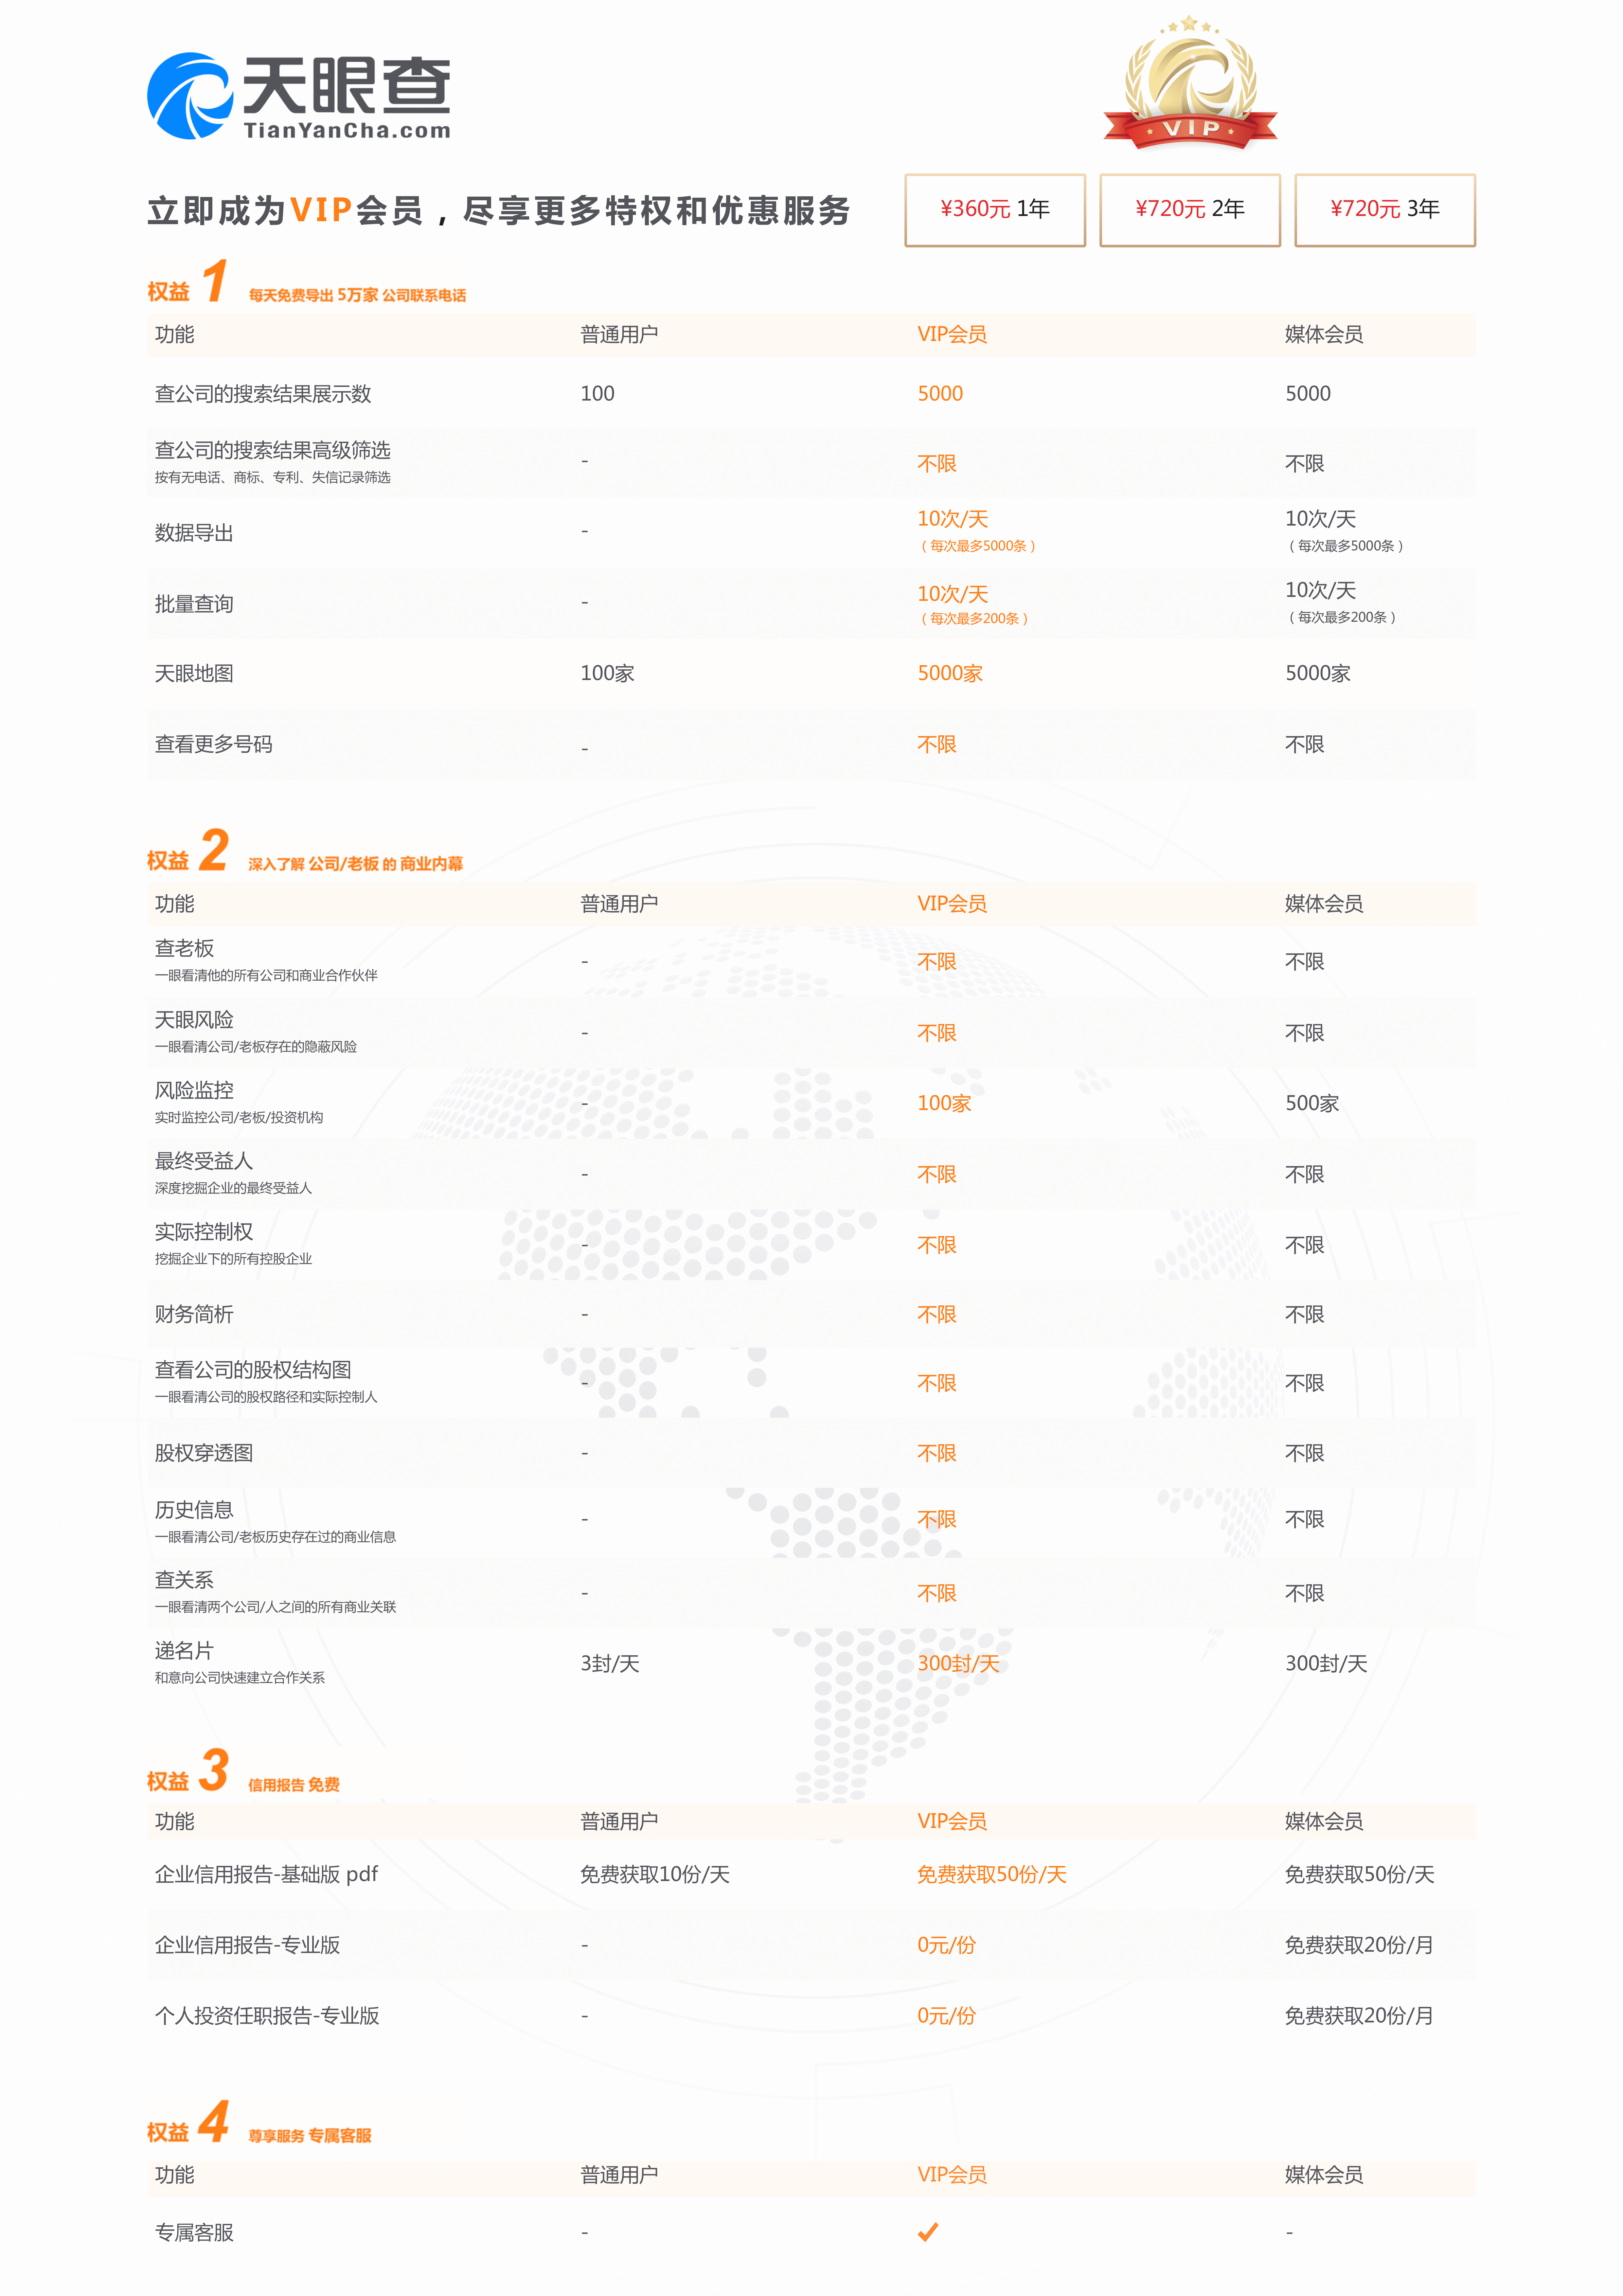 天眼查
TianYanCha.com
VIP
立即成为VIP会员，尽享更多特权和优惠服务
¥360元 1年 ¥720元 2年 ¥720元 3年
权益 1 每天免费导出 5万家 公司联系电话
功能 普通用户 VIP会员 媒体会员
查公司的搜索结果展示数 100 5000 5000
查公司的搜索结果高级筛选 - 不限 不限
按有无电话、商标、专利、失信记录筛选
数据导出 - 10次/天 10次/天
（每次最多5000条） （每次最多5000条）
批量查询 - 10次/天 10次/天
（每次最多200条） （每次最多200条）
天眼地图 100家 5000家 5000家
查看更多号码 - 不限 不限
权益 2 深入了解 公司/老板 的 商业内幕
功能 普通用户 VIP会员 媒体会员
查老板 - 不限 不限
一眼看清他的所有公司和商业合作伙伴
天眼风险 - 不限 不限
一眼看清公司/老板存在的隐蔽风险
风险监控 - 100家 500家
实时监控公司/老板/投资机构
最终受益人 - 不限 不限
深度挖掘企业的最终受益人
实际控制权 - 不限 不限
挖掘企业下的所有控股企业
财务简析 - 不限 不限
查看公司的股权结构图 - 不限 不限
一眼看清公司的股权路径和实际控制人
股权穿透图 - 不限 不限
历史信息 - 不限 不限
一眼看清公司/老板历史存在过的商业信息
查关系 - 不限 不限
一眼看清两个公司/人之间的所有商业关联
递名片 3封/天 300封/天 300封/天
和意向公司快速建立合作关系
权益 3 信用报告 免费
功能 普通用户 VIP会员 媒体会员
企业信用报告-基础版 pdf 免费获取10份/天 免费获取50份/天 免费获取50份/天
企业信用报告-专业版 - 0元/份 免费获取20份/月
个人投资任职报告-专业版 - 0元/份 免费获取20份/月
权益 4 尊享服务 专属客服
功能 普通用户 VIP会员 媒体会员
专属客服 - ✓ -